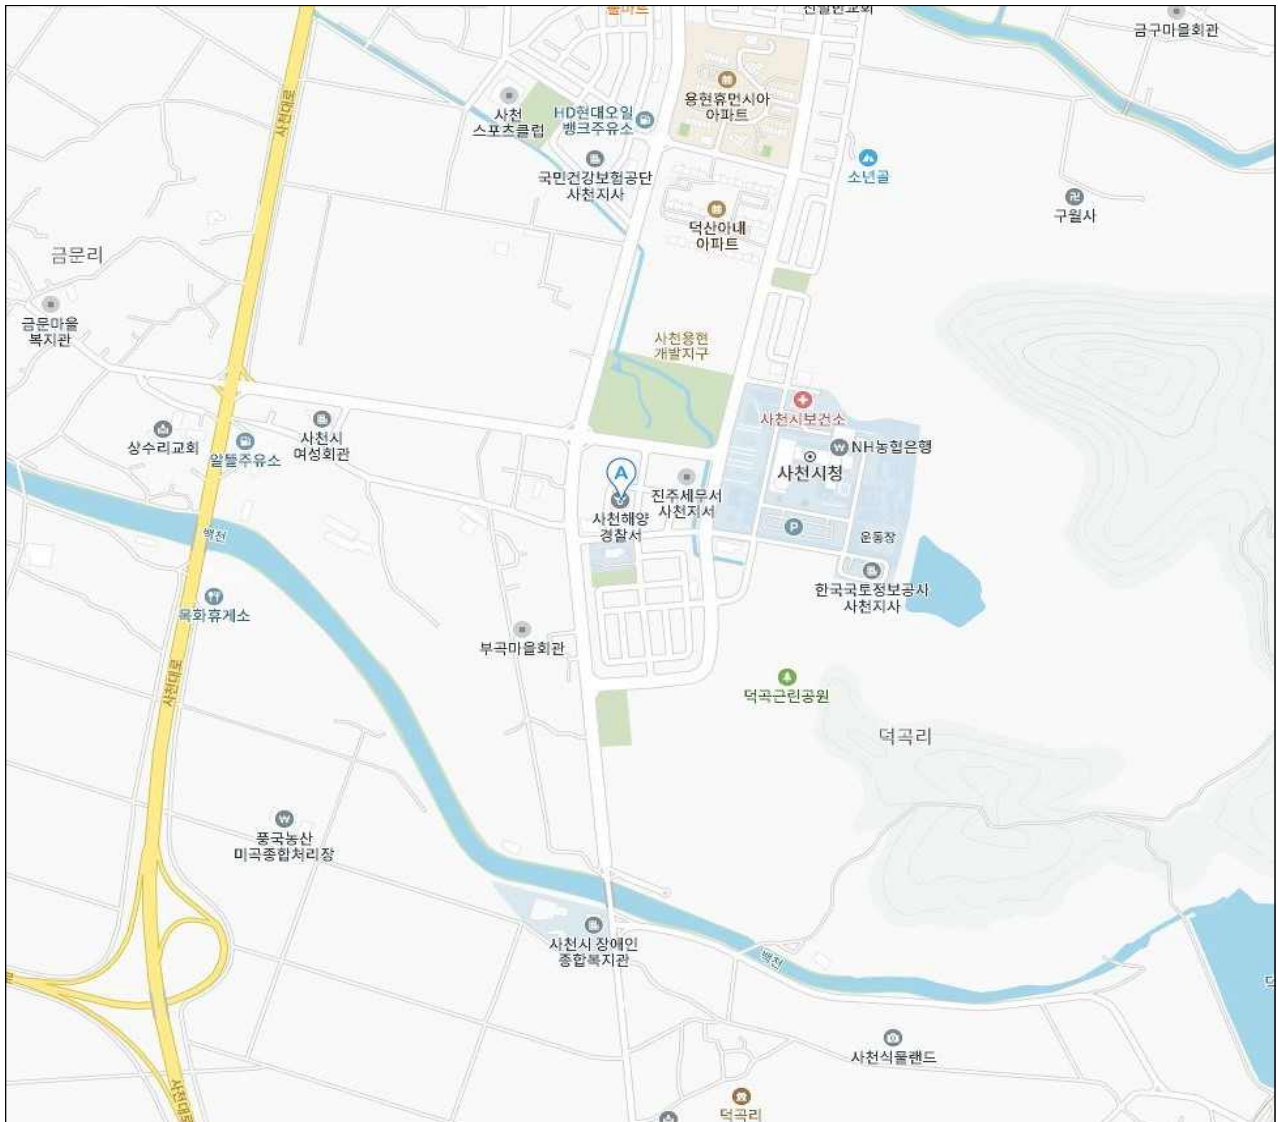 금구마을회관
사천대로
용현휴먼시아
아파트
사천
스포츠클럽
HD현대오일
뱅크주유소
국민건강보험공단
사천지사
소년골
구월사
덕산아내
아파트
금문리
금문마을
복지관
사천용현
개발지구
사천시보건소
상수리교회
알뜰주유소
사천시
여성회관
NH농협은행
사천시청
A
진주세무서
사천지서
사천해양
경찰서
P
운동장
백천
한국국토정보공사
사천지사
목화휴게소
부곡마을회관
사천대로
덕곡근린공원
덕곡리
풍국농산
미곡종합처리장
사천시 장애인
종합복지관
백천
사천식물랜드
사천대로
덕곡리